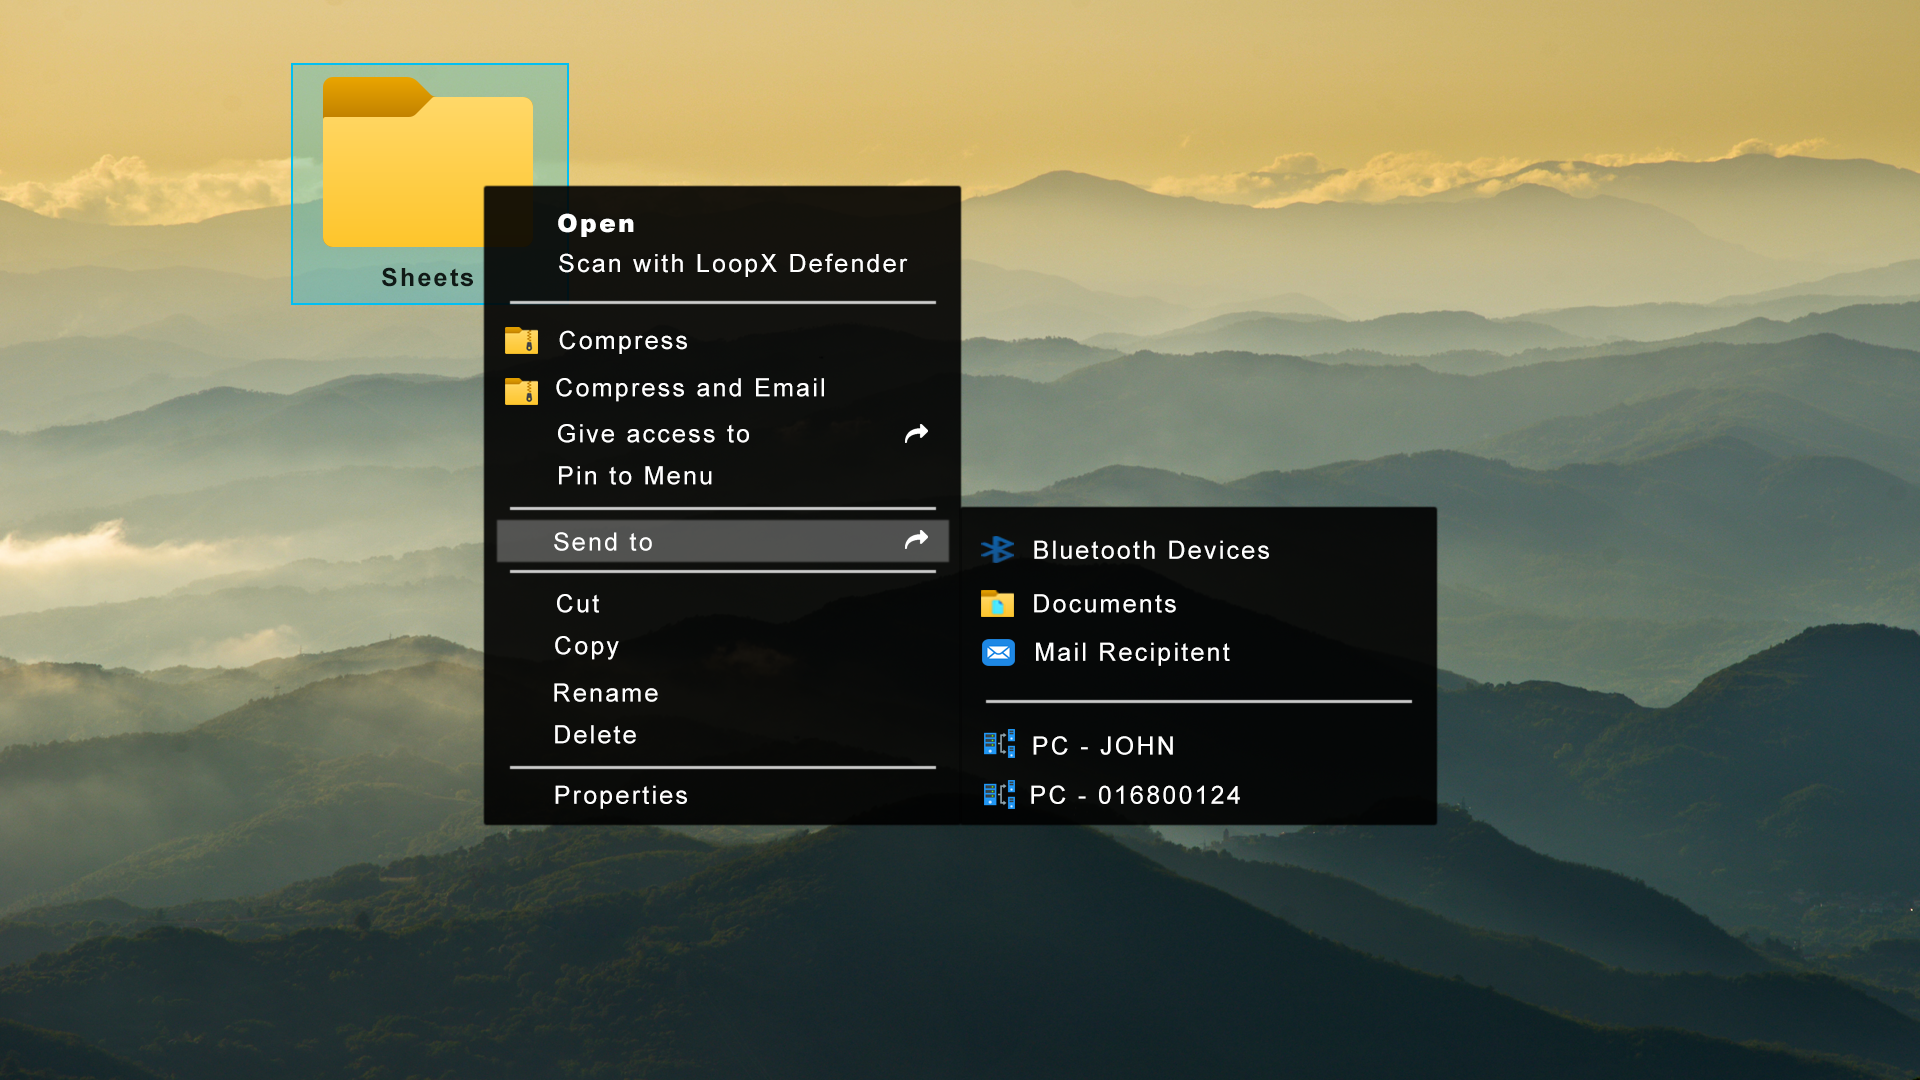 Sheets
Open
Scan with LoopX Defender
Compress
Compress and Email
Give access to
Pin to Menu
Send to
Cut
Copy
Rename
Delete
Properties
Bluetooth Devices
Documents
Mail Recipitent
PC - JOHN
PC - 016800124